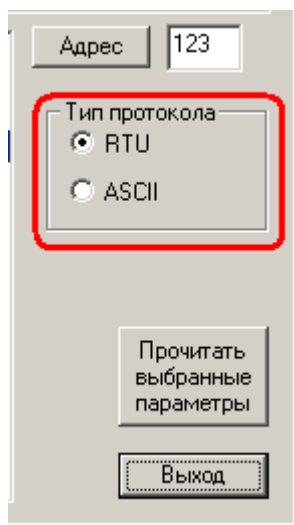 Адрес 123
Тип протокола
RTU
ASCII
Прочитать
выбранные
параметры
Выход